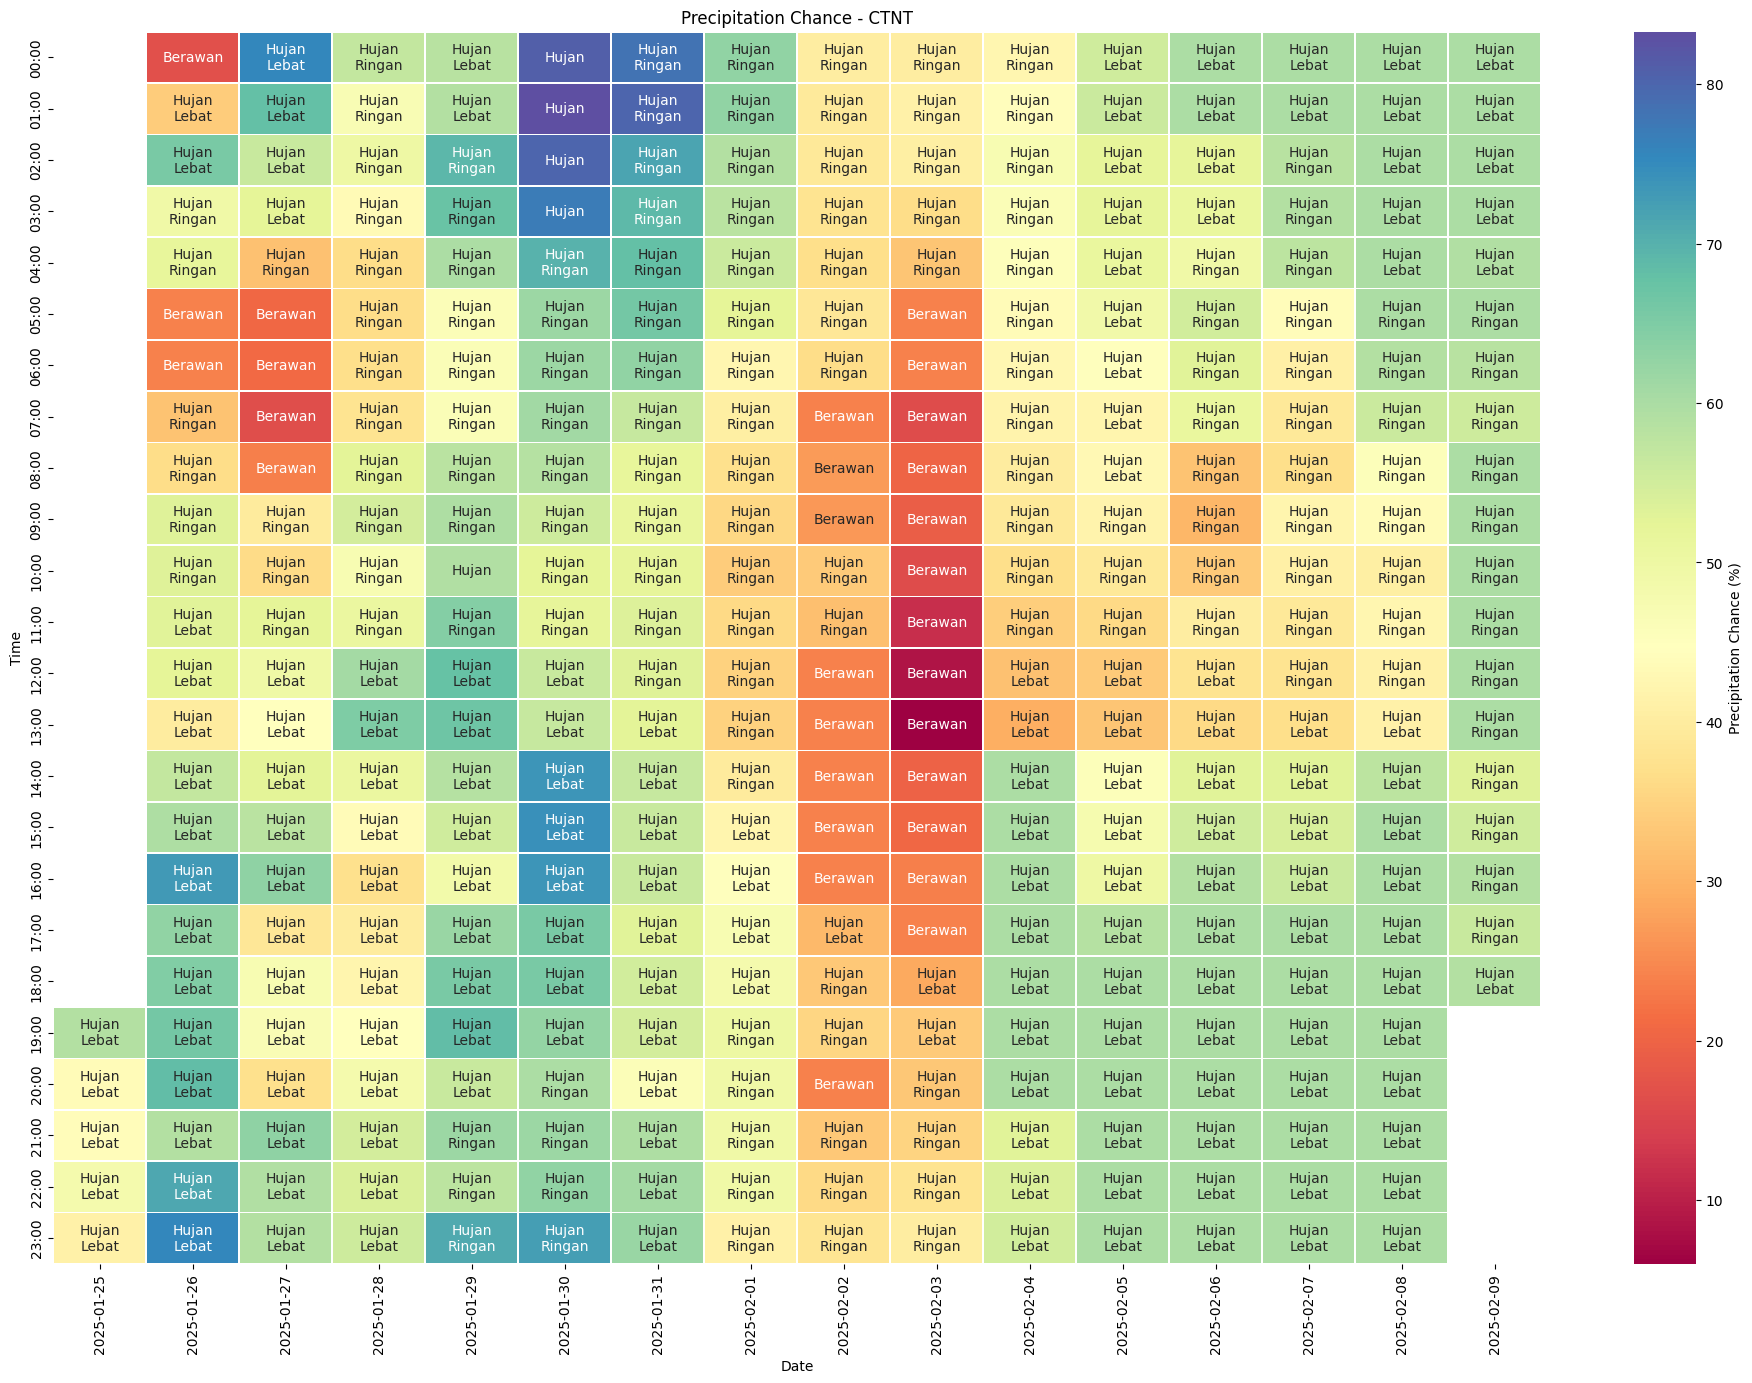 Precipitation Chance - CTNT
00:00 Berawan Hujan Lebat Hujan Ringan Hujan Lebat Hujan Hujan Ringan Hujan Ringan Hujan Ringan Hujan Ringan Hujan Ringan Hujan Lebat Hujan Lebat Hujan Lebat Hujan Lebat Hujan Lebat
01:00 Hujan Lebat Hujan Lebat Hujan Ringan Hujan Lebat Hujan Hujan Ringan Hujan Ringan Hujan Ringan Hujan Ringan Hujan Ringan Hujan Lebat Hujan Lebat Hujan Lebat Hujan Lebat Hujan Lebat
02:00 Hujan Lebat Hujan Lebat Hujan Ringan Hujan Ringan Hujan Hujan Ringan Hujan Ringan Hujan Ringan Hujan Ringan Hujan Ringan Hujan Lebat Hujan Lebat Hujan Ringan Hujan Lebat Hujan Lebat
03:00 Hujan Ringan Hujan Lebat Hujan Ringan Hujan Ringan Hujan Hujan Ringan Hujan Ringan Hujan Ringan Hujan Ringan Hujan Ringan Hujan Lebat Hujan Lebat Hujan Ringan Hujan Lebat Hujan Lebat
04:00 Hujan Ringan Hujan Ringan Hujan Ringan Hujan Ringan Hujan Ringan Hujan Ringan Hujan Ringan Hujan Ringan Hujan Ringan Hujan Ringan Hujan Lebat Hujan Ringan Hujan Ringan Hujan Lebat Hujan Lebat
05:00 Berawan Berawan Hujan Ringan Hujan Ringan Hujan Ringan Hujan Ringan Hujan Ringan Hujan Ringan Berawan Hujan Ringan Hujan Lebat Hujan Ringan Hujan Ringan Hujan Ringan Hujan Ringan
06:00 Berawan Berawan Hujan Ringan Hujan Ringan Hujan Ringan Hujan Ringan Hujan Ringan Hujan Ringan Berawan Hujan Ringan Hujan Lebat Hujan Ringan Hujan Ringan Hujan Ringan Hujan Ringan
07:00 Hujan Ringan Berawan Hujan Ringan Hujan Ringan Hujan Ringan Hujan Ringan Hujan Ringan Berawan Berawan Hujan Ringan Hujan Lebat Hujan Ringan Hujan Ringan Hujan Ringan Hujan Ringan
08:00 Hujan Ringan Berawan Hujan Ringan Hujan Ringan Hujan Ringan Hujan Ringan Hujan Ringan Berawan Berawan Hujan Ringan Hujan Lebat Hujan Ringan Hujan Ringan Hujan Ringan Hujan Ringan
09:00 Hujan Ringan Hujan Ringan Hujan Ringan Hujan Ringan Hujan Ringan Hujan Ringan Hujan Ringan Berawan Berawan Hujan Ringan Hujan Ringan Hujan Ringan Hujan Ringan Hujan Ringan Hujan Ringan
10:00 Hujan Ringan Hujan Ringan Hujan Ringan Hujan Hujan Ringan Hujan Ringan Hujan Ringan Hujan Ringan Berawan Hujan Ringan Hujan Ringan Hujan Ringan Hujan Ringan Hujan Ringan Hujan Ringan
11:00 Hujan Lebat Hujan Ringan Hujan Ringan Hujan Ringan Hujan Ringan Hujan Ringan Hujan Ringan Hujan Ringan Berawan Hujan Ringan Hujan Ringan Hujan Ringan Hujan Ringan Hujan Ringan Hujan Ringan
12:00 Hujan Lebat Hujan Lebat Hujan Lebat Hujan Lebat Hujan Lebat Hujan Ringan Hujan Ringan Berawan Berawan Hujan Lebat Hujan Lebat Hujan Lebat Hujan Ringan Hujan Ringan Hujan Ringan
13:00 Hujan Lebat Hujan Lebat Hujan Lebat Hujan Lebat Hujan Lebat Hujan Lebat Hujan Ringan Berawan Berawan Hujan Lebat Hujan Lebat Hujan Lebat Hujan Lebat Hujan Lebat Hujan Ringan
14:00 Hujan Lebat Hujan Lebat Hujan Lebat Hujan Lebat Hujan Lebat Hujan Lebat Hujan Ringan Berawan Berawan Hujan Lebat Hujan Lebat Hujan Lebat Hujan Lebat Hujan Lebat Hujan Ringan
15:00 Hujan Lebat Hujan Lebat Hujan Lebat Hujan Lebat Hujan Lebat Hujan Lebat Hujan Lebat Berawan Berawan Hujan Lebat Hujan Lebat Hujan Lebat Hujan Lebat Hujan Lebat Hujan Ringan
16:00 Hujan Lebat Hujan Lebat Hujan Lebat Hujan Lebat Hujan Lebat Hujan Lebat Hujan Lebat Berawan Berawan Hujan Lebat Hujan Lebat Hujan Lebat Hujan Lebat Hujan Lebat Hujan Ringan
17:00 Hujan Lebat Hujan Lebat Hujan Lebat Hujan Lebat Hujan Lebat Hujan Lebat Hujan Lebat Hujan Lebat Berawan Hujan Lebat Hujan Lebat Hujan Lebat Hujan Lebat Hujan Lebat Hujan Ringan
18:00 Hujan Lebat Hujan Lebat Hujan Lebat Hujan Lebat Hujan Lebat Hujan Lebat Hujan Lebat Hujan Ringan Hujan Lebat Hujan Lebat Hujan Lebat Hujan Lebat Hujan Lebat Hujan Lebat Hujan Lebat
19:00 Hujan Lebat Hujan Lebat Hujan Lebat Hujan Lebat Hujan Lebat Hujan Lebat Hujan Lebat Hujan Ringan Hujan Ringan Hujan Lebat Hujan Lebat Hujan Lebat Hujan Lebat Hujan Lebat Hujan Lebat
20:00 Hujan Lebat Hujan Lebat Hujan Lebat Hujan Lebat Hujan Lebat Hujan Ringan Hujan Lebat Hujan Ringan Berawan Hujan Ringan Hujan Lebat Hujan Lebat Hujan Lebat Hujan Lebat Hujan Lebat
21:00 Hujan Lebat Hujan Lebat Hujan Lebat Hujan Lebat Hujan Ringan Hujan Ringan Hujan Lebat Hujan Ringan Hujan Ringan Hujan Ringan Hujan Lebat Hujan Lebat Hujan Lebat Hujan Lebat Hujan Lebat
22:00 Hujan Lebat Hujan Lebat Hujan Lebat Hujan Lebat Hujan Ringan Hujan Ringan Hujan Lebat Hujan Ringan Hujan Ringan Hujan Ringan Hujan Lebat Hujan Lebat Hujan Lebat Hujan Lebat Hujan Lebat
23:00 Hujan Lebat Hujan Lebat Hujan Lebat Hujan Lebat Hujan Ringan Hujan Ringan Hujan Lebat Hujan Ringan Hujan Ringan Hujan Ringan Hujan Lebat Hujan Lebat Hujan Lebat Hujan Lebat Hujan Lebat
Time
2025-01-25 2025-01-26 2025-01-27 2025-01-28 2025-01-29 2025-01-30 2025-01-31 2025-02-01 2025-02-02 2025-02-03 2025-02-04 2025-02-05 2025-02-06 2025-02-07 2025-02-08 2025-02-09
Date
80
70
60
50
40
30
20
10
Precipitation Chance (%)